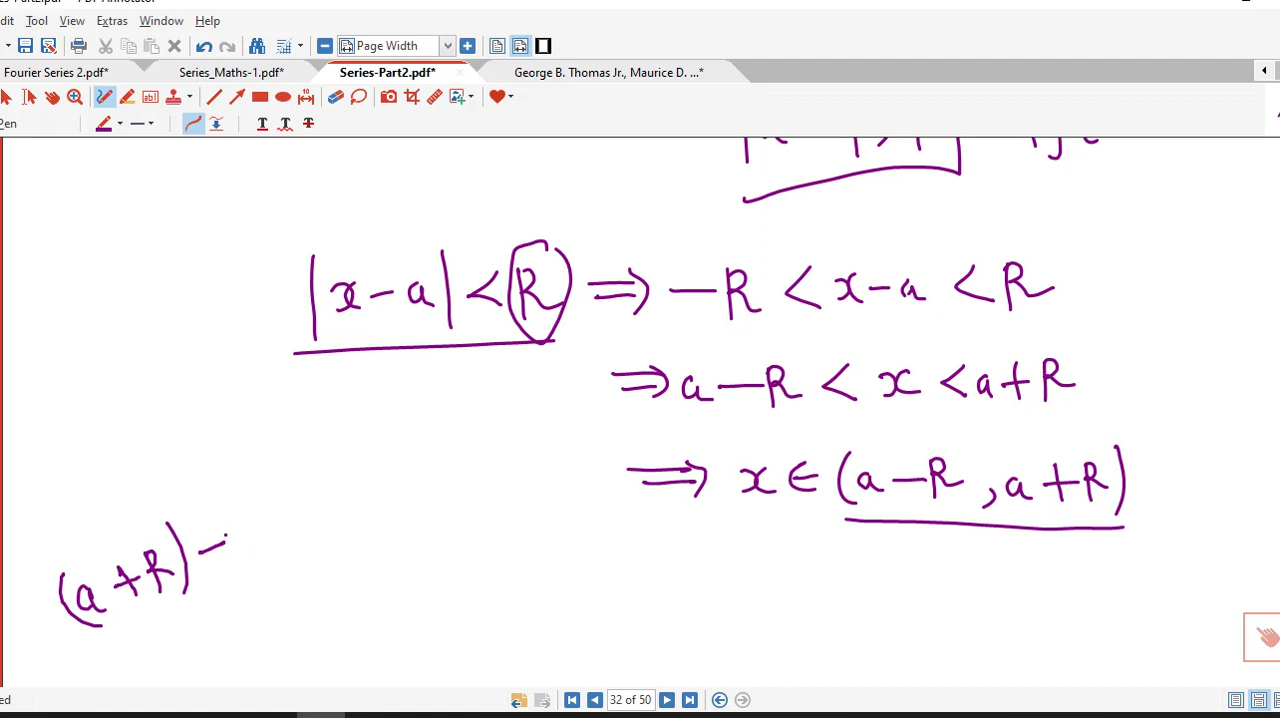 dit Tool View Extras Window Help
Page Width
Fourier Series 2.pdf* Series_Maths-1.pdf* Series-Part2.pdf* George B. Thomas Jr., Maurice D. ...*
|x-a| < R ⇒ -R < x-a < R
⇒ a-R < x < a+R
⇒ x ∈ (a-R, a+R)
(a+R) -
32 of 50